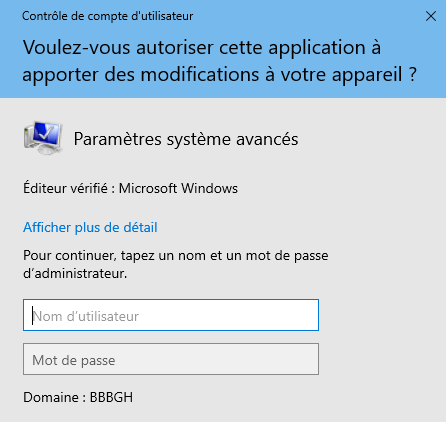 Contrôle de compte d'utilisateur
Voulez-vous autoriser cette application à
apporter des modifications à votre appareil ?
Paramètres système avancés
Éditeur vérifié : Microsoft Windows
Afficher plus de détail
Pour continuer, tapez un nom et un mot de passe
d'administrateur.
Nom d'utilisateur
Mot de passe
Domaine : BBBGH